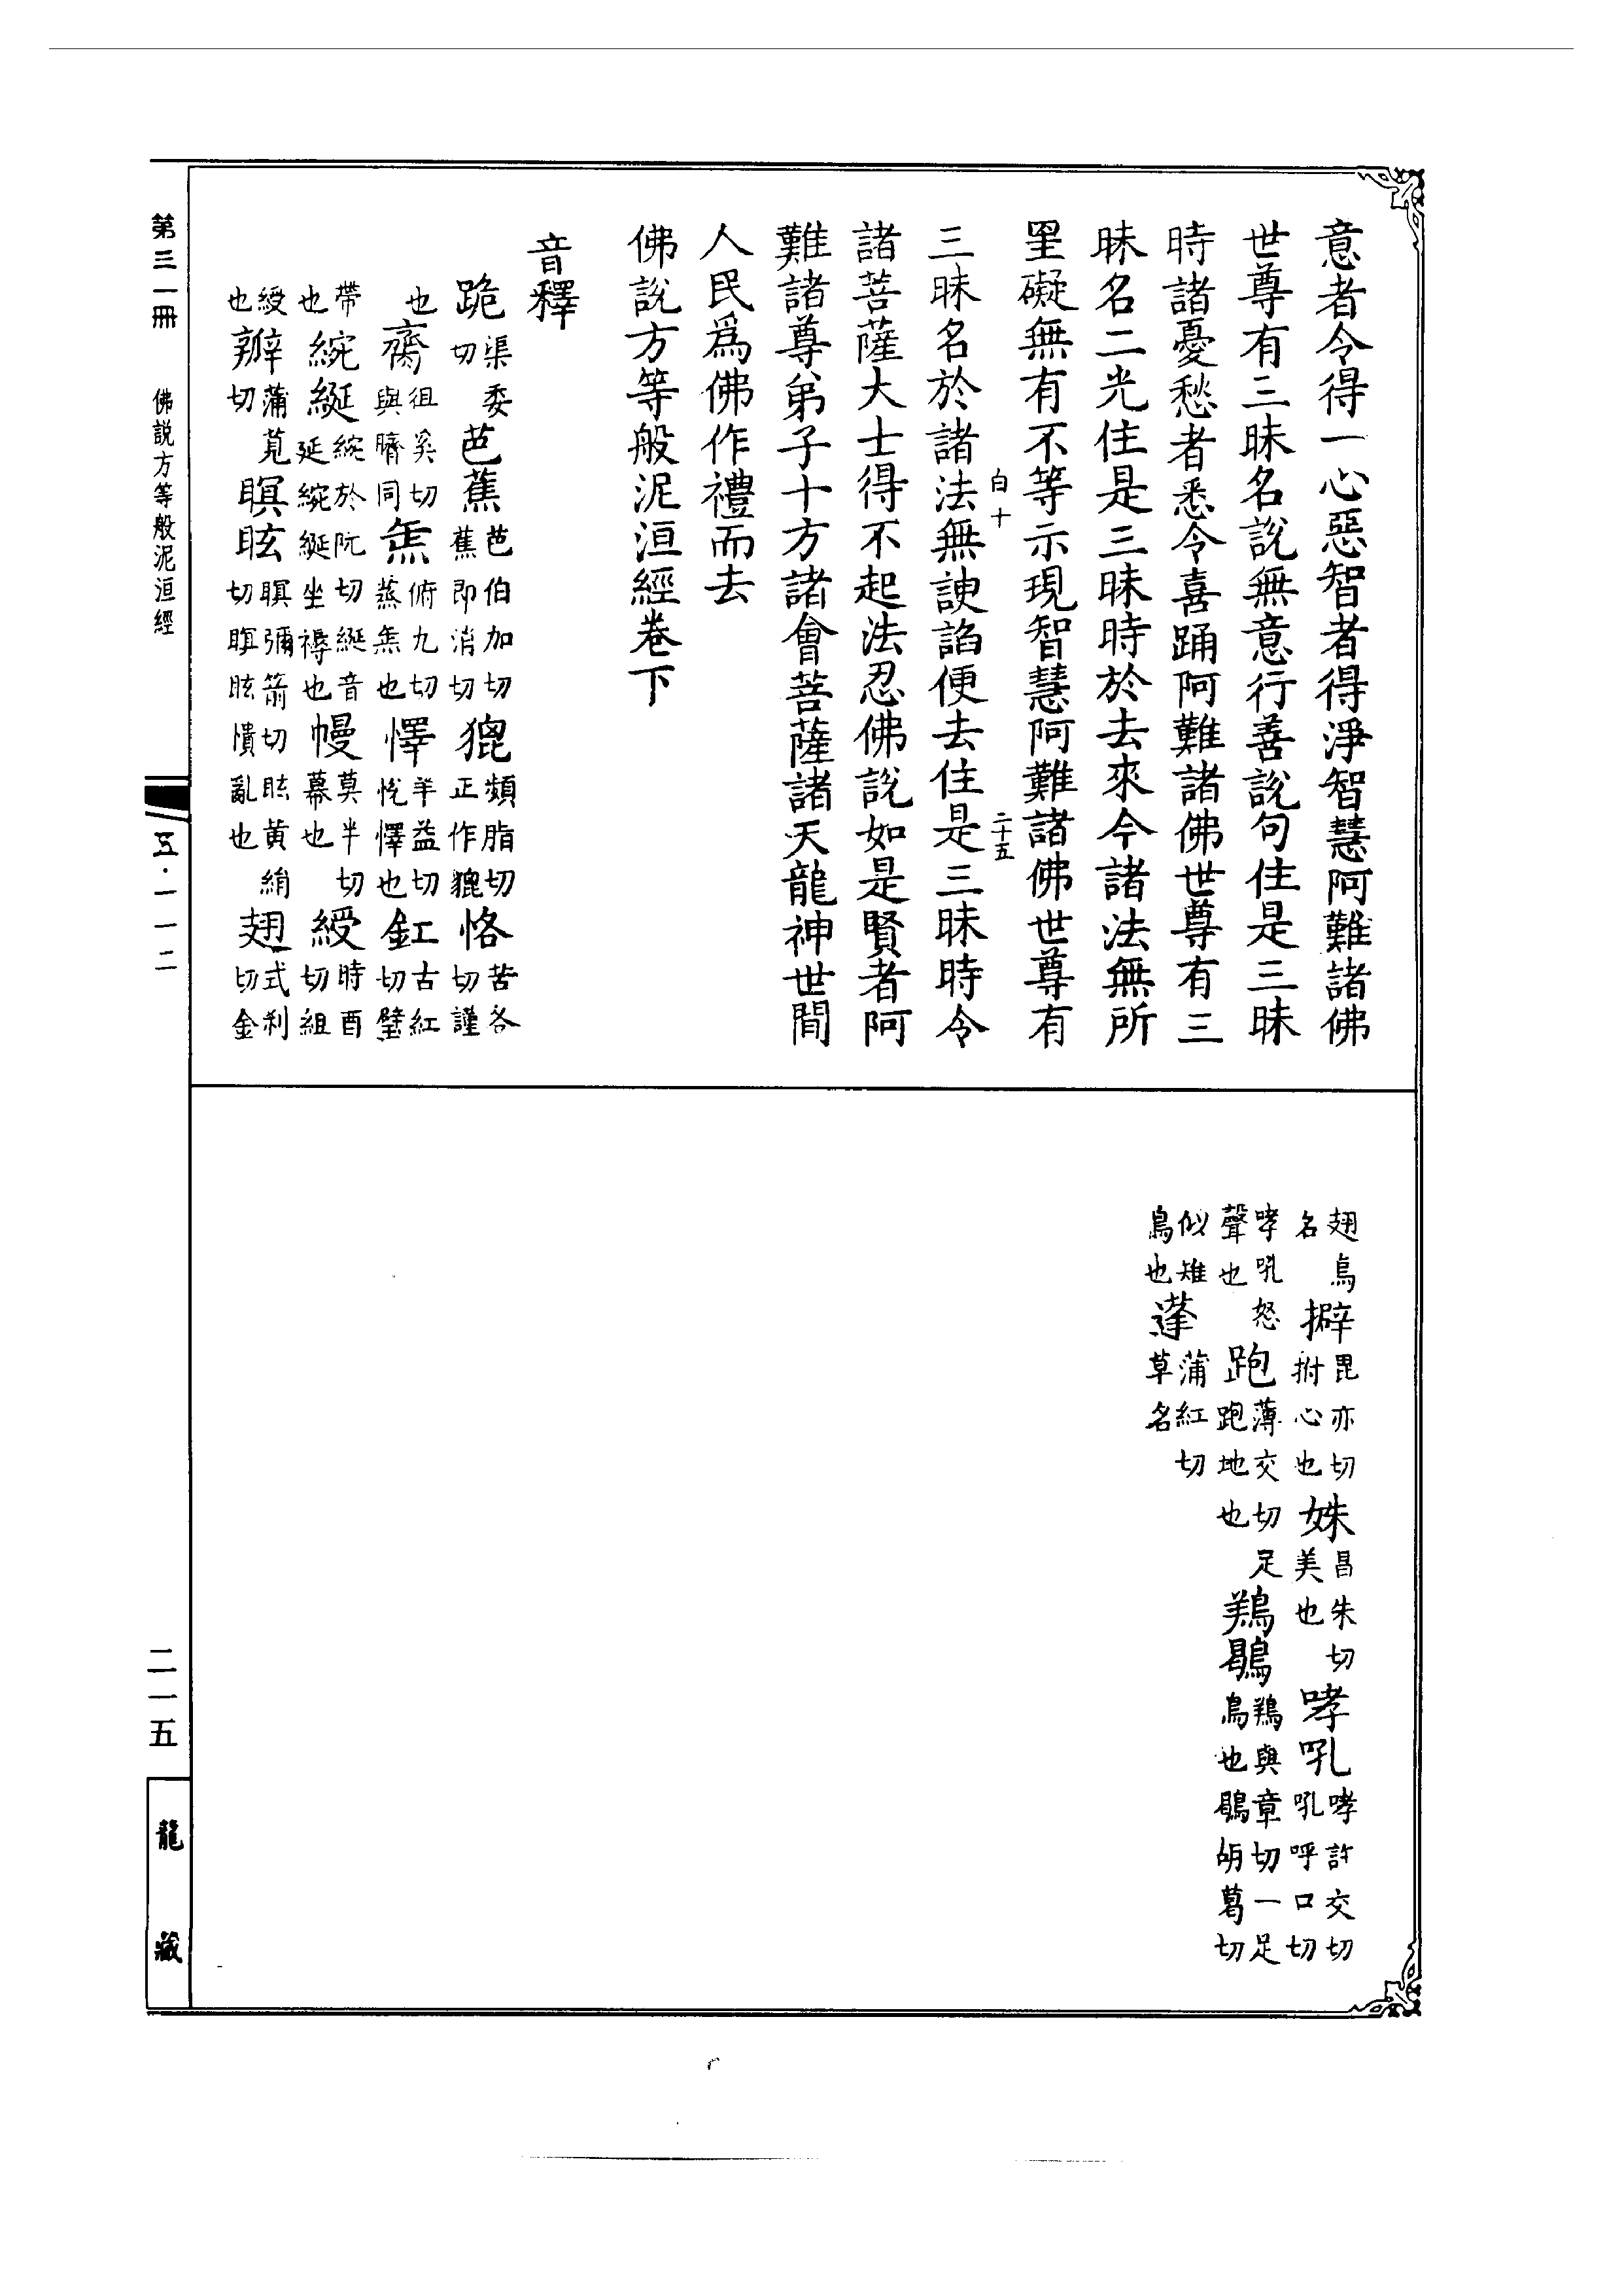 意者令得一心惡智者得淨智慧阿難諸佛
世尊有三昧名說無意行善說句住是三昧
時諸憂愁者悉令喜踊阿難諸佛世尊有三
昧名二光住是三昧時於去來今諸法無所
罣礙無有不等示現智慧阿難諸佛世尊有
白十 二十五
三昧名於諸法無諛諂便去住是三昧時令
諸菩薩大士得不起法忍佛說如是賢者阿
難諸尊弟子十方諸會菩薩諸天龍神世間
人民爲佛作禮而去
佛說方等般泥洹經卷下
音釋
跪渠委切芭蕉芭伯加切蕉即消切㹢頻脂切正作貔恪苦各切謹
也齌徂奚切與臍同缹俯九切蒸缹也懌羊益切悅懌也釭古紅切鐙
帶也綩綖綩於阮切綖音延綩綖坐褥也幔莫半切幕也綬時酉切組
綬也瓣蒲莧切瞑眩瞑彌箭切眩黄絹切瞑眩憒亂也翅式利切金
翅鳥名擗毘亦切拊心也姝昌朱切美也哮吼哮許交切吼呼口切
哮吼怒聲也跑薄交切足跑地也鸉鶡鸉與章切一足鳥也鶡胡葛切
似雉鳥也蓬蒲紅切草名
第三一冊 佛說方等般泥洹經 五·一一二 二一五 龍藏